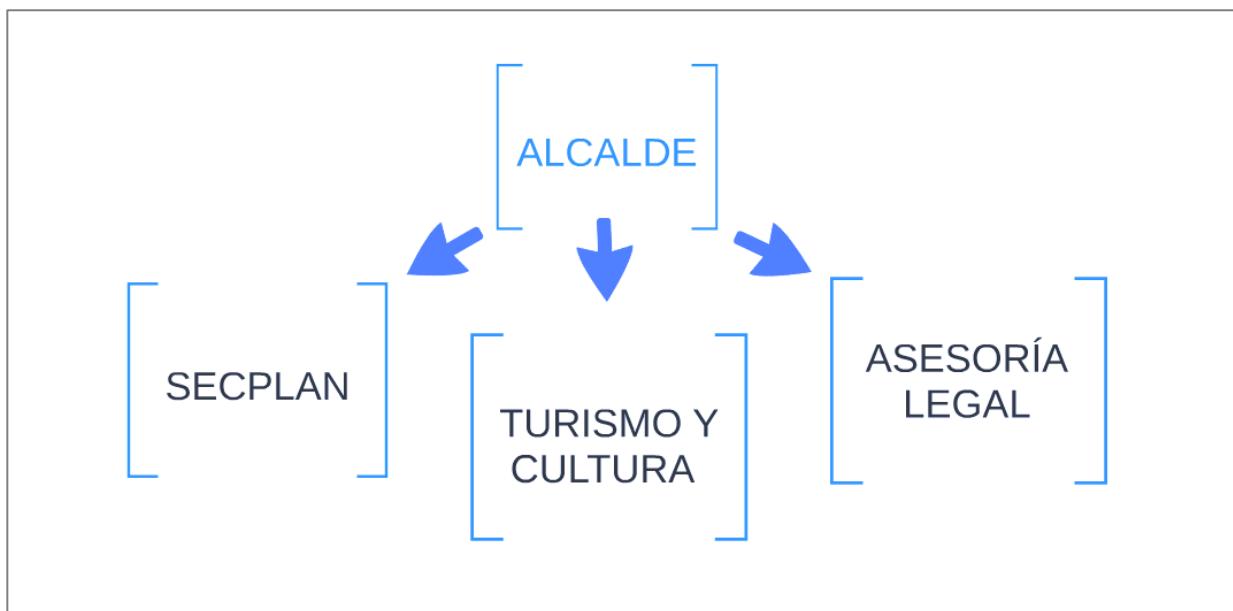 ALCALDE
SECPLAN
TURISMO Y
CULTURA
ASESORÍA
LEGAL